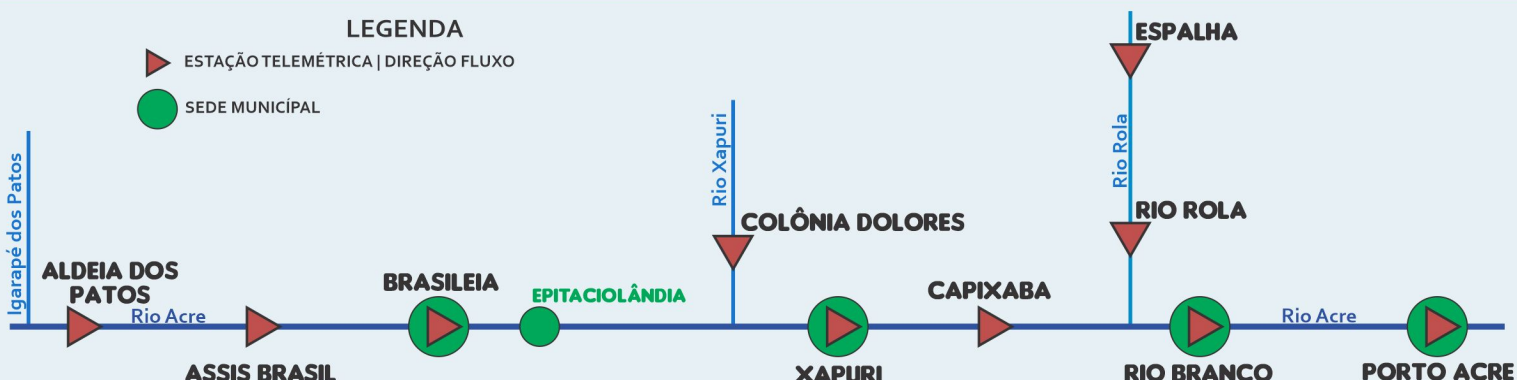 LEGENDA
ESTAÇÃO TELEMÉTRICA | DIREÇÃO FLUXO
SEDE MUNICÍPAL
Igarapé dos Patos
ALDEIA DOS
PATOS
Rio Acre
ASSIS BRASIL
BRASILEIA
EPITACIOLÂNDIA
Rio Xapuri
COLÔNIA DOLORES
XAPURI
CAPIXABA
ESPALHA
Rio Rola
RIO ROLA
RIO BRANCO
Rio Acre
PORTO ACRE